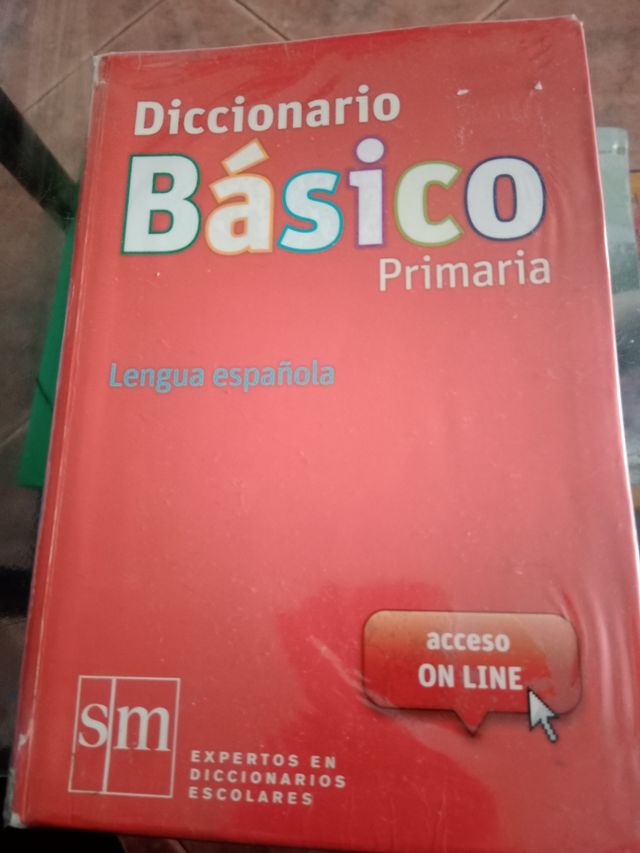 Diccionario
Básico
Primaria
Lengua española
acceso
ON LINE
sm
EXPERTOS EN
DICCIONARIOS
ESCOLARES